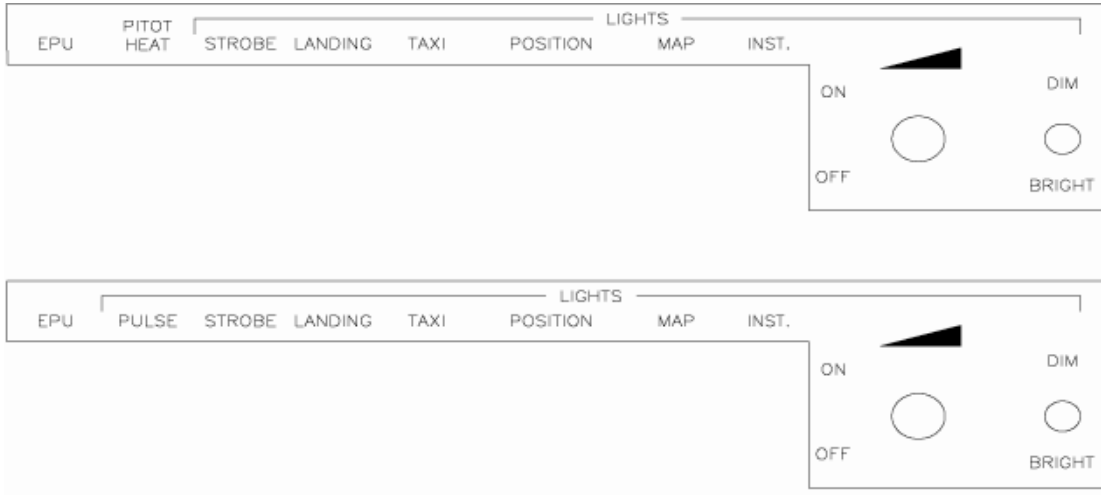 LIGHTS
PITOT
EPU HEAT STROBE LANDING TAXI POSITION MAP INST.
ON DIM
OFF BRIGHT
LIGHTS
EPU PULSE STROBE LANDING TAXI POSITION MAP INST.
ON DIM
OFF BRIGHT